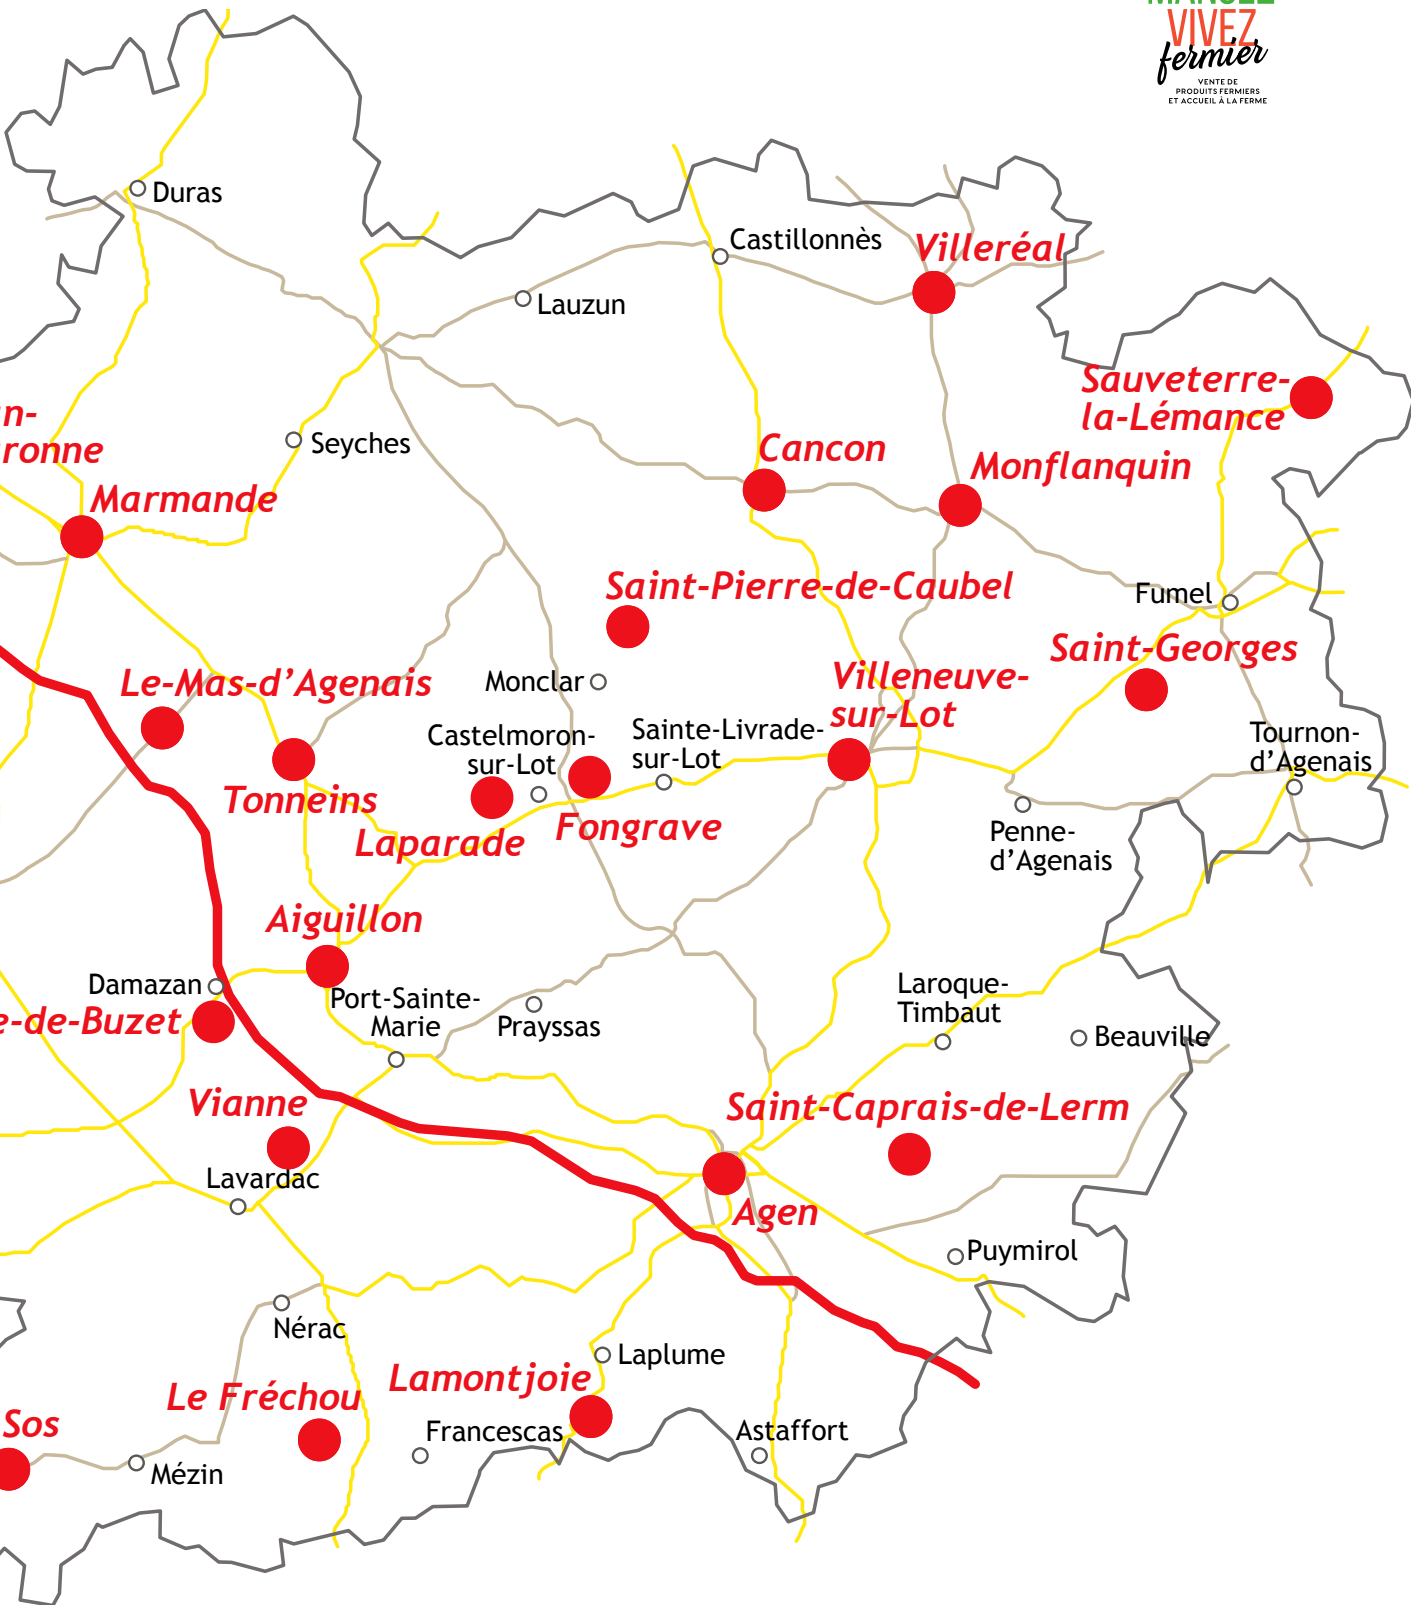 VIVEZ
fermier
VENTE DE
PRODUITS FERMIERS
ET ACCUEIL À LA FERME
Duras
Castillonnès
Villeréal
Lauzun
Sauveterre-
la-Lémance
n-
ronne
Seyches
Cancon
Monflanquin
Marmande
Saint-Pierre-de-Caubel
Fumel
Saint-Georges
Le-Mas-d’Agenais
Monclar
Villeneuve-
sur-Lot
Castelmoron-
sur-Lot
Sainte-Livrade-
sur-Lot
Tournon-
d’Agenais
Tonneins
Laparade
Fongrave
Penne-
d’Agenais
Aiguillon
Damazan
Port-Sainte-
Marie
Prayssas
Laroque-
Timbaut
e-de-Buzet
Beauville
Vianne
Saint-Caprais-de-Lerm
Lavardac
Agen
Puymirol
Nérac
Laplume
Le Fréchou
Lamontjoie
Sos
Francescas
Astaffort
Mézin